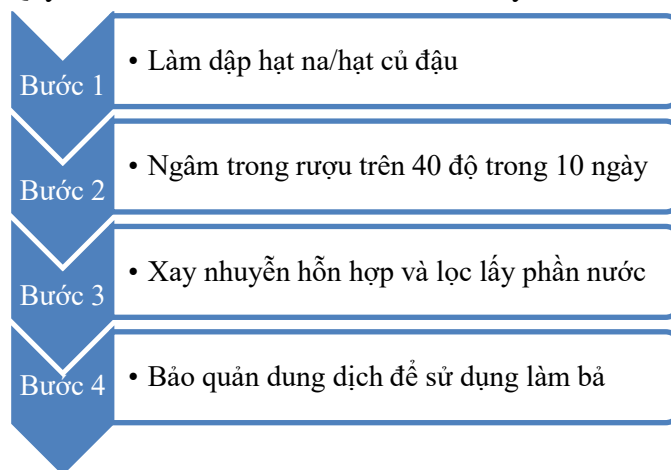 Bước 1
• Làm dập hạt na/hạt củ đậu
Bước 2
• Ngâm trong rượu trên 40 độ trong 10 ngày
Bước 3
• Xay nhuyễn hỗn hợp và lọc lấy phần nước
Bước 4
• Bảo quản dung dịch để sử dụng làm bả